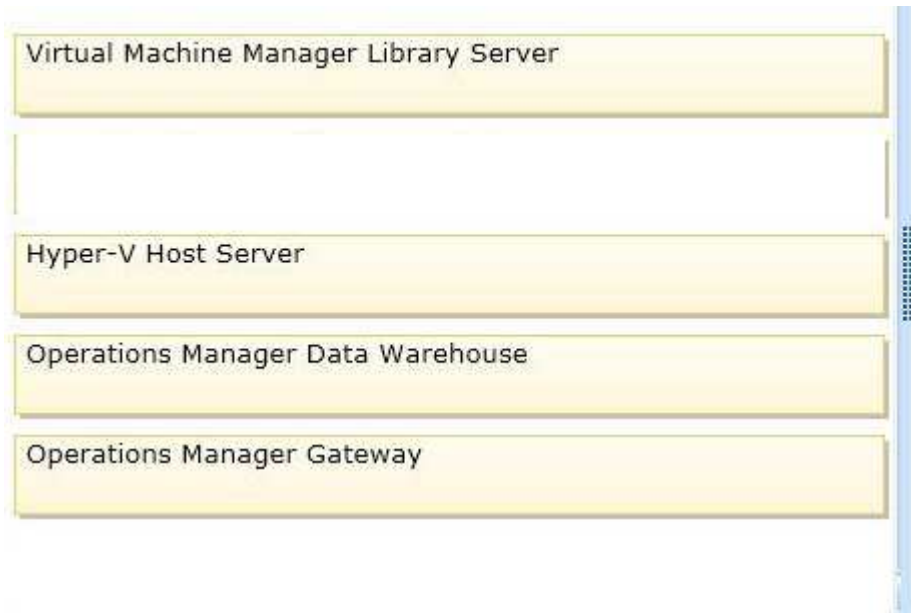 Virtual Machine Manager Library Server
Hyper-V Host Server
Operations Manager Data Warehouse
Operations Manager Gateway